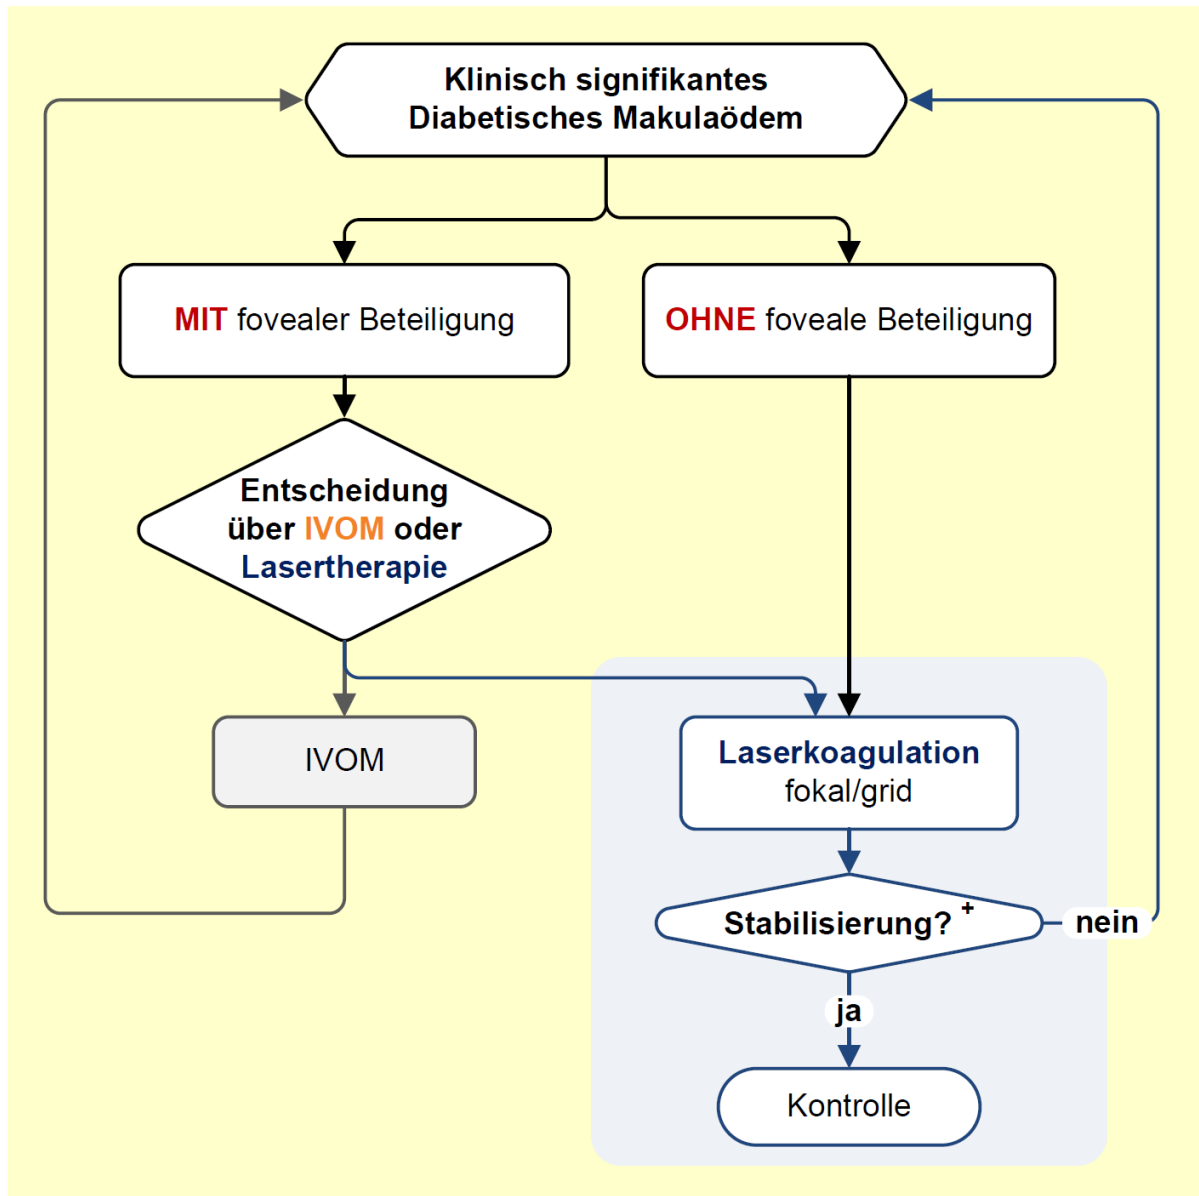 Klinisch signifikantes
Diabetisches Makulaödem
MIT fovealer Beteiligung
OHNE foveale Beteiligung
Entscheidung
über IVOM oder
Lasertherapie
IVOM
Laserkoagulation
fokal/grid
Stabilisierung? +
nein
ja
Kontrolle